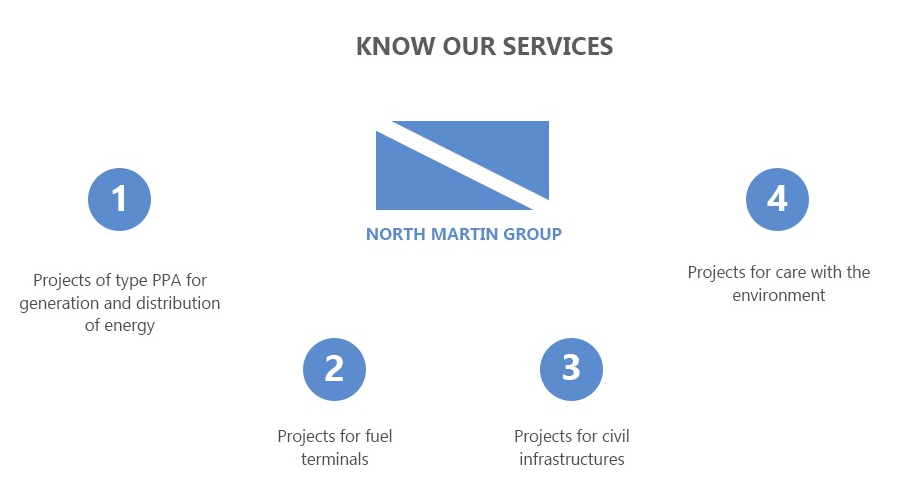 KNOW OUR SERVICES
NORTH MARTIN GROUP
1
Projects of type PPA for
generation and distribution
of energy
2
Projects for fuel
terminals
3
Projects for civil
infrastructures
4
Projects for care with the
environment